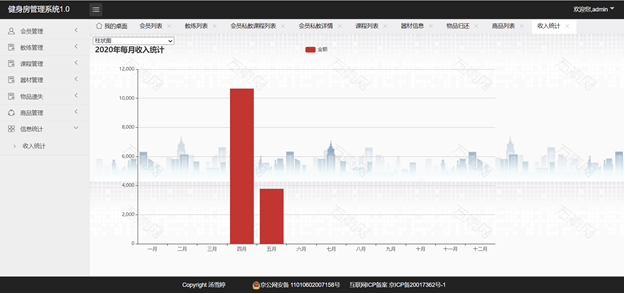 健身房管理系统1.0
欢迎您,admin
我的桌面 会员列表 教练列表 会员私教课程列表 会员私教详情 课程列表 器材信息 物品归还 商品列表 收入统计
会员管理
教练管理
课程管理
器材管理
物品遗失
商品管理
信息统计
收入统计
柱状图
2020年每月收入统计
金额
12,000
10,000
8,000
6,000
4,000
2,000
0
一月 二月 三月 四月 五月 六月 七月 八月 九月 十月 十一月 十二月
Copyright 汤雪婷 京公网安备 11010602007158号 互联网ICP备案 京ICP备20017362号-1